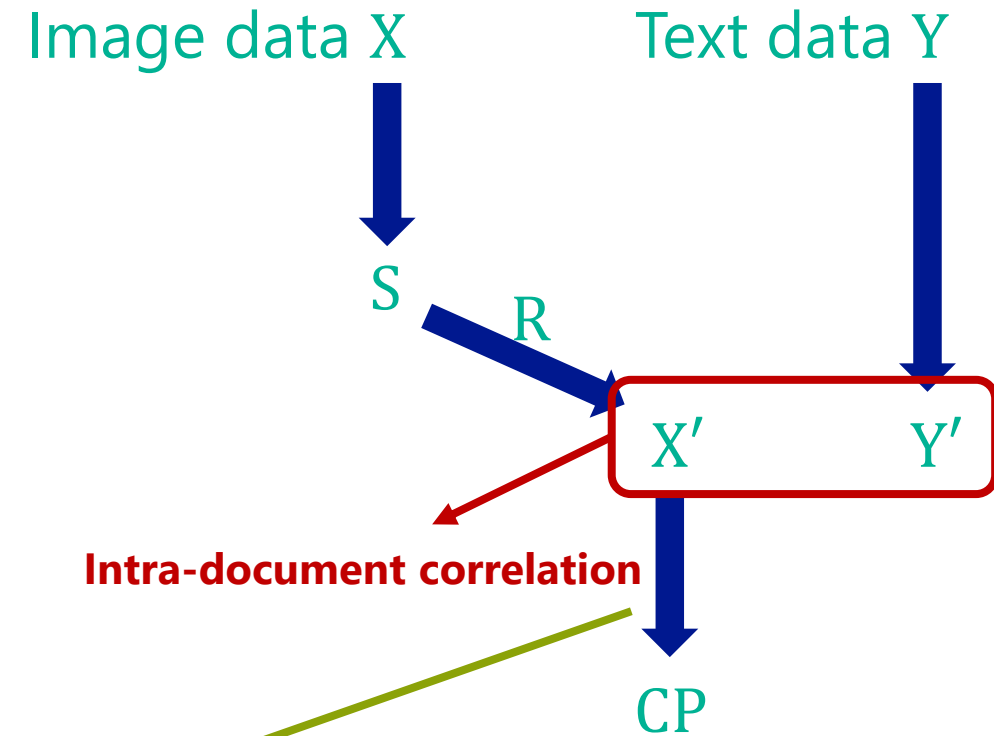 Image data X
Text data Y
S
R
X′ Y′
Intra-document correlation
CP